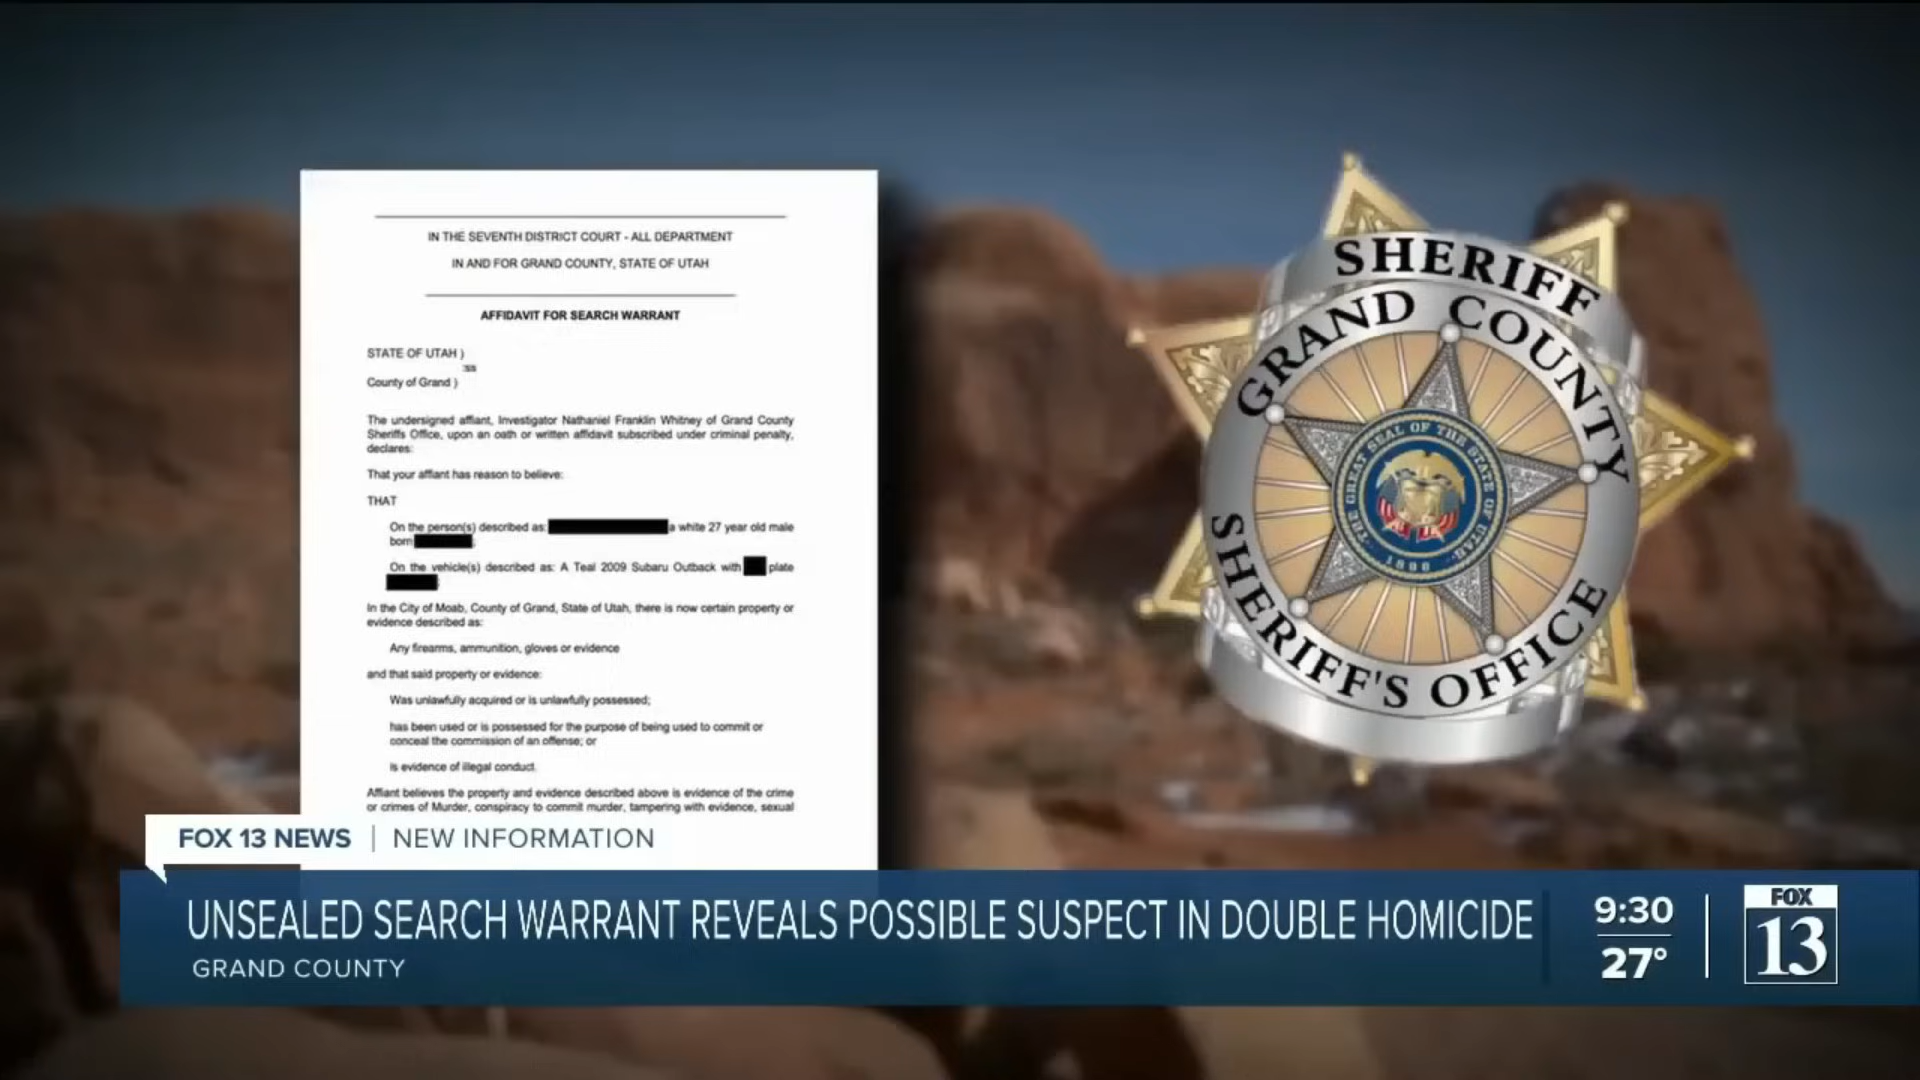 IN THE SEVENTH DISTRICT COURT - ALL DEPARTMENT
IN AND FOR GRAND COUNTY, STATE OF UTAH
AFFIDAVIT FOR SEARCH WARRANT
STATE OF UTAH )
:ss
County of Grand )
The undersigned affiant, Investigator Nathaniel Franklin Whitney of Grand County
Sheriffs Office, upon an oath or written affidavit subscribed under criminal penalty,
declares:
That your affiant has reason to believe:
THAT
On the person(s) described as: a white 27 year old male
born
On the vehicle(s) described as: A Teal 2009 Subaru Outback with plate
In the City of Moab, County of Grand, State of Utah, there is now certain property or
evidence described as:
Any firearms, ammunition, gloves or evidence
and that said property or evidence:
Was unlawfully acquired or is unlawfully possessed;
has been used or is possessed for the purpose of being used to commit or
conceal the commission of an offense; or
is evidence of illegal conduct.
Affiant believes the property and evidence described above is evidence of the crime
or crimes of Murder, conspiracy to commit murder, tampering with evidence, sexual
SHERIFF
GRAND COUNTY
THE GREAT SEAL OF THE STATE OF UTAH
1896
SHERIFF'S OFFICE
FOX 13 NEWS | NEW INFORMATION
UNSEALED SEARCH WARRANT REVEALS POSSIBLE SUSPECT IN DOUBLE HOMICIDE
GRAND COUNTY
9:30
27°
FOX
13